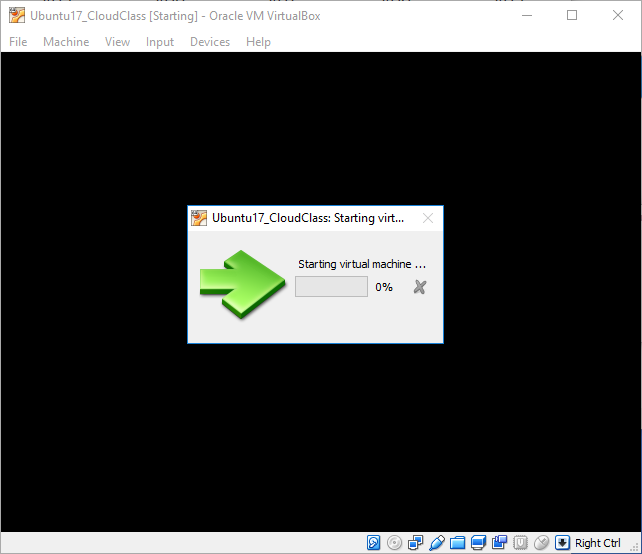 Ubuntu17_CloudClass [Starting] - Oracle VM VirtualBox
File Machine View Input Devices Help
Ubuntu17_CloudClass: Starting virt...
Starting virtual machine ...
0%
Right Ctrl